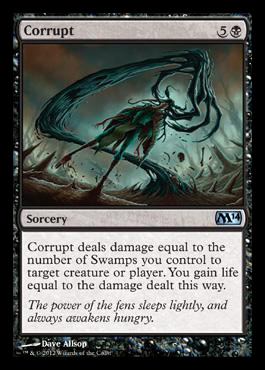 Corrupt 5
Sorcery M14
Corrupt deals damage equal to the
number of Swamps you control to
target creature or player. You gain life
equal to the damage dealt this way.
The power of the fens sleeps lightly, and
always awakens hungry.
Dave Allsop
™ & © 2012 Wizards of the Coast